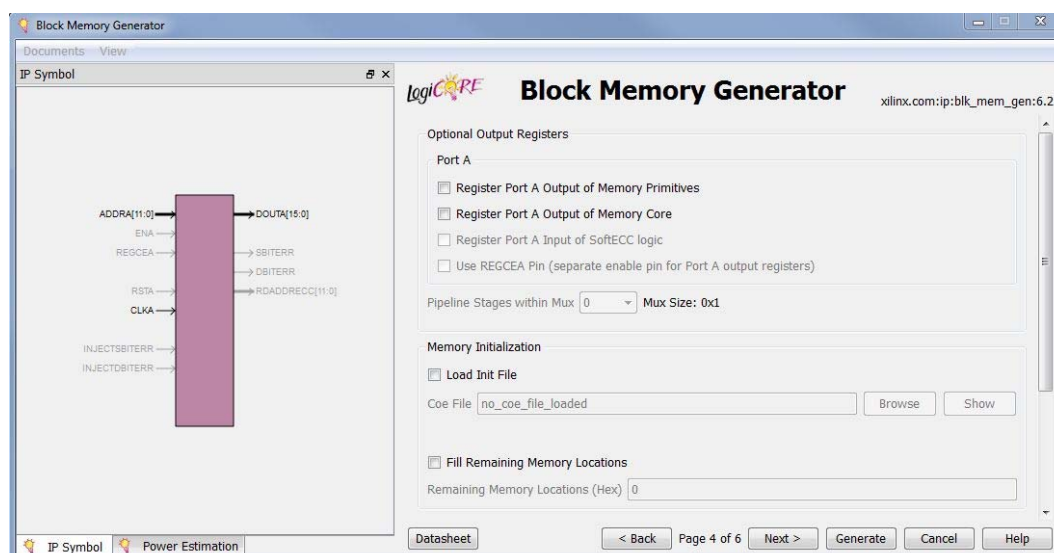 Block Memory Generator
Documents View
IP Symbol
ADDRA[11:0]
DOUTA[15:0]
ENA
REGCEA
SBITERR
DBITERR
RSTA
RDADDRECC[11:0]
CLKA
INJECTSBITERR
INJECTDBITERR
IP Symbol Power Estimation
LogiCORE
Block Memory Generator
xilinx.com:ip:blk_mem_gen:6.2
Optional Output Registers
Port A
Register Port A Output of Memory Primitives
Register Port A Output of Memory Core
Register Port A Input of SoftECC logic
Use REGCEA Pin (separate enable pin for Port A output registers)
Pipeline Stages within Mux 0 Mux Size: 0x1
Memory Initialization
Load Init File
Coe File no_coe_file_loaded Browse Show
Fill Remaining Memory Locations
Remaining Memory Locations (Hex) 0
Datasheet < Back Page 4 of 6 Next > Generate Cancel Help